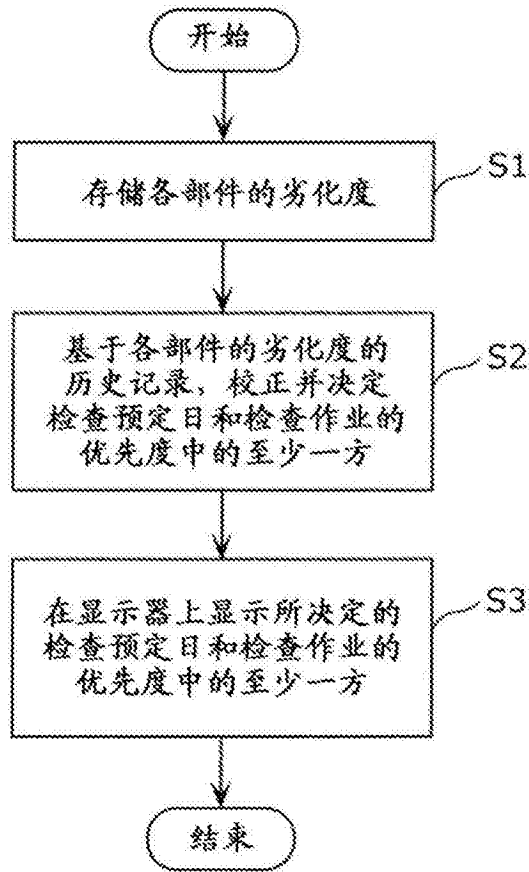 开始
存储各部件的劣化度
S1
基于各部件的劣化度的
历史记录，校正并决定
检查预定日和检查作业的
优先度中的至少一方
S2
在显示器上显示所决定的
检查预定日和检查作业的
优先度中的至少一方
S3
结束